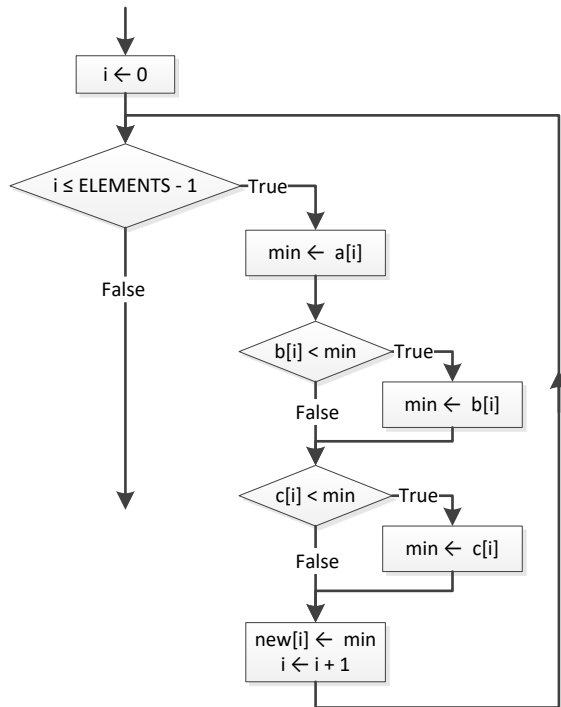 i ← 0
i ≤ ELEMENTS - 1
True
min ← a[i]
False
b[i] < min
True
min ← b[i]
False
c[i] < min
True
min ← c[i]
False
new[i] ← min
i ← i + 1